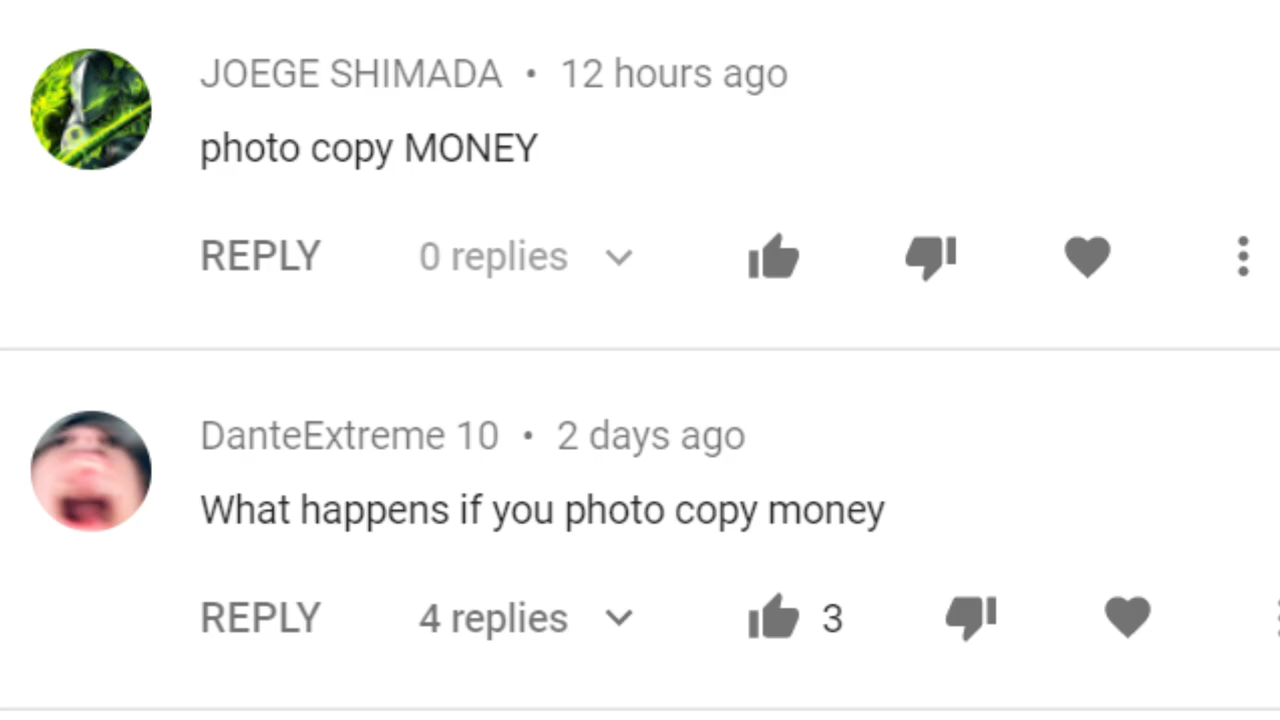 JOEGE SHIMADA • 12 hours ago
photo copy MONEY
REPLY 0 replies
DanteExtreme 10 • 2 days ago
What happens if you photo copy money
REPLY 4 replies 3